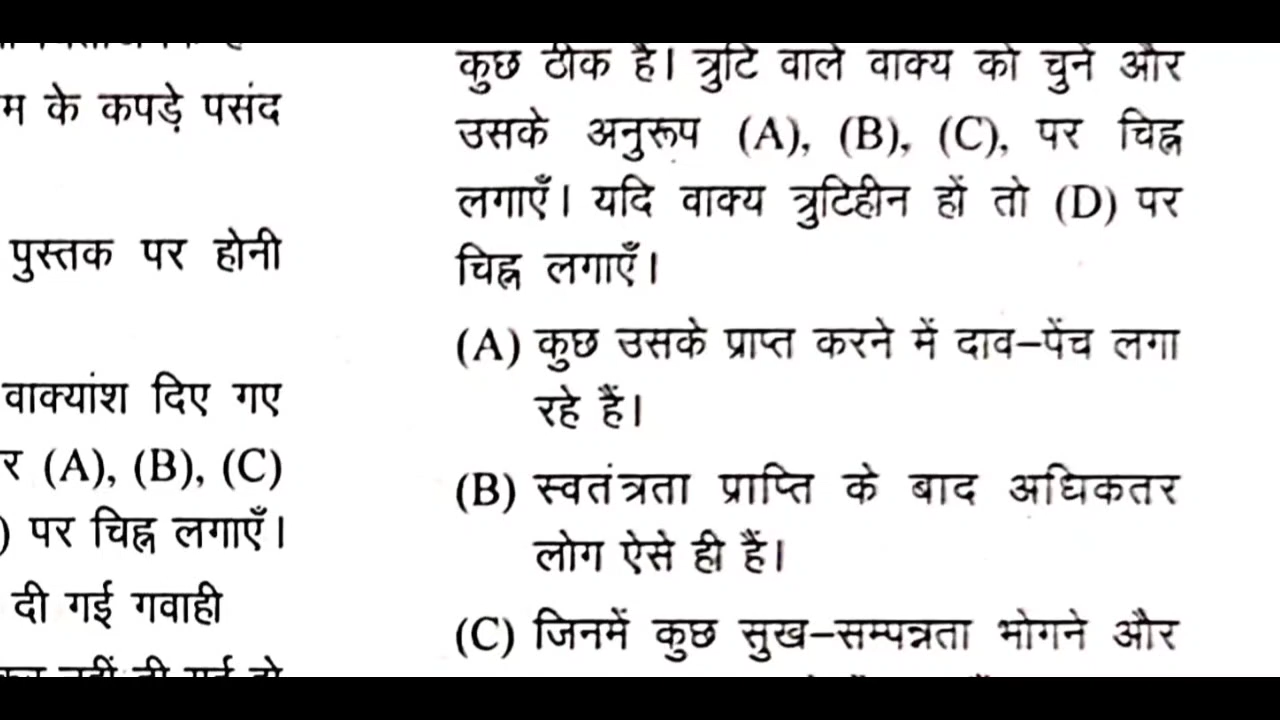 म के कपड़े पसंद
पुस्तक पर होनी
वाक्यांश दिए गए
र (A), (B), (C)
) पर चिह्न लगाएँ।
दी गई गवाही
कुछ ठीक है। त्रुटि वाले वाक्य को चुनें और
उसके अनुरूप (A), (B), (C), पर चिह्न
लगाएँ। यदि वाक्य त्रुटिहीन हों तो (D) पर
चिह्न लगाएँ।
(A) कुछ उसके प्राप्त करने में दाव-पेंच लगा
रहे हैं।
(B) स्वतंत्रता प्राप्ति के बाद अधिकतर
लोग ऐसे ही हैं।
(C) जिनमें कुछ सुख-सम्पन्नता भोगने और